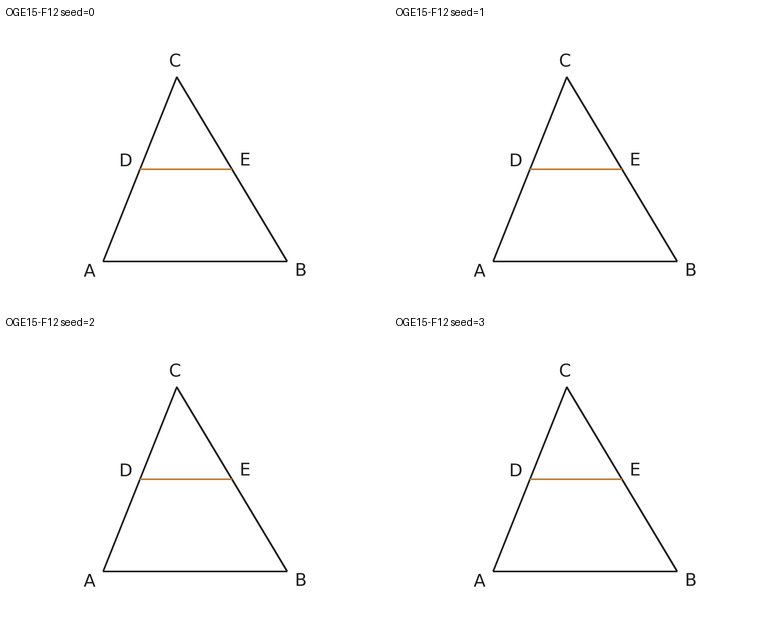 OGE15-F12 seed=0
C
D E
A B
OGE15-F12 seed=1
C
D E
A B
OGE15-F12 seed=2
C
D E
A B
OGE15-F12 seed=3
C
D E
A B